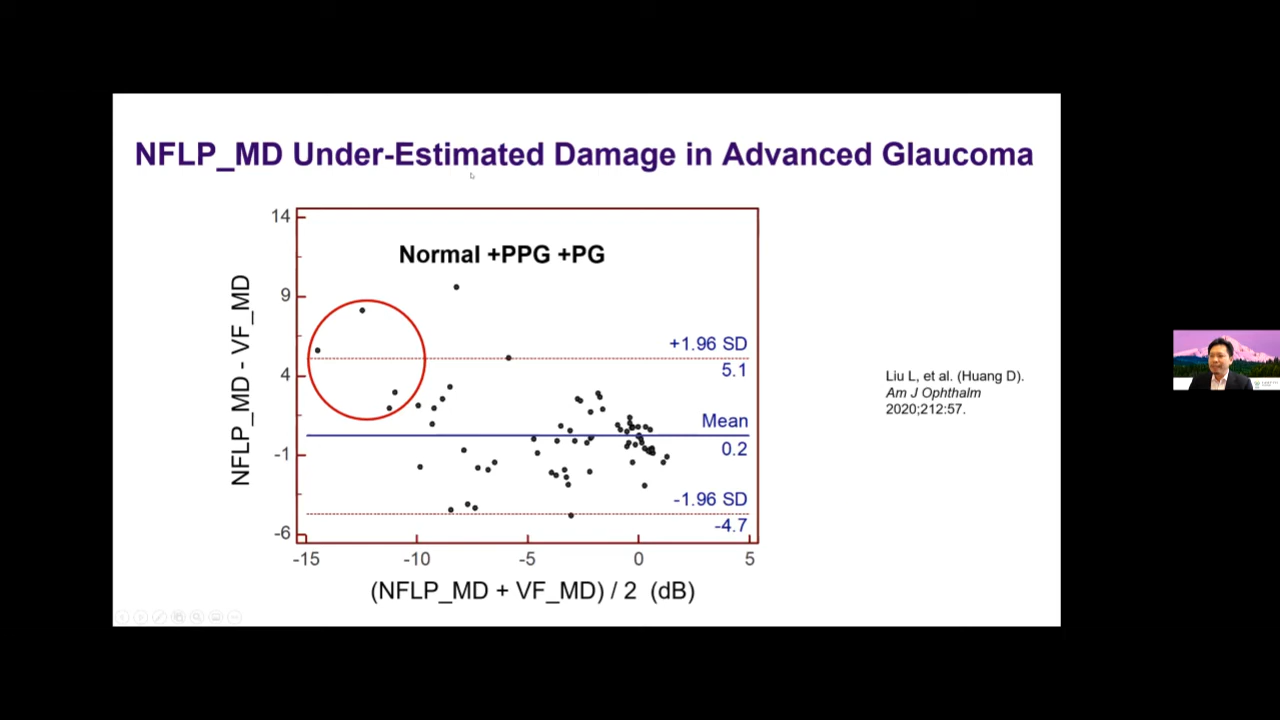 NFLP_MD Under-Estimated Damage in Advanced Glaucoma
14
9
4
-1
-6
NFLP_MD - VF_MD
Normal +PPG +PG
+1.96 SD
5.1
Mean
0.2
-1.96 SD
-4.7
-15
-10
-5
0
5
(NFLP_MD + VF_MD) / 2 (dB)
Liu L, et al. (Huang D).
Am J Ophthalm
2020;212:57.